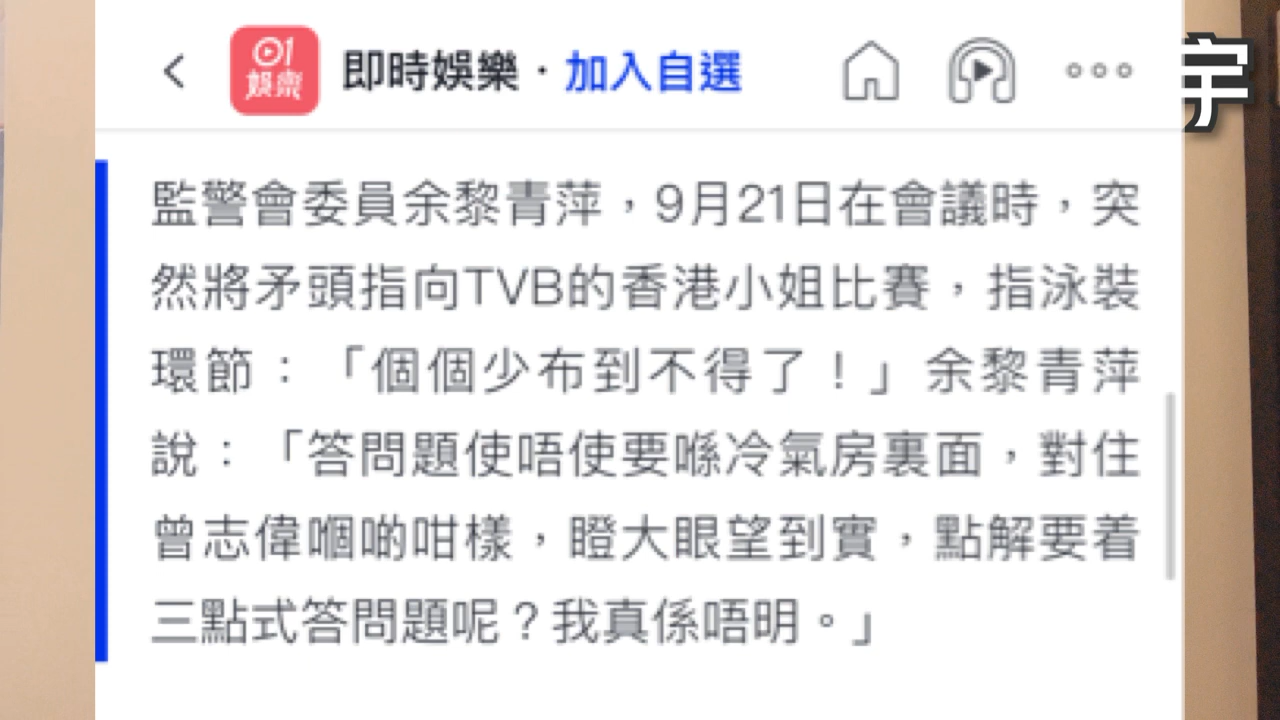 01
娛樂
即時娛樂·加入自選
宇
監警會委員余黎青萍，9月21日在會議時，突
然將矛頭指向TVB的香港小姐比賽，指泳裝
環節：「個個少布到不得了！」余黎青萍
說：「答問題使唔使要喺冷氣房裏面，對住
曾志偉嗰啲咁樣，瞪大眼望到實，點解要着
三點式答問題呢？我真係唔明。」